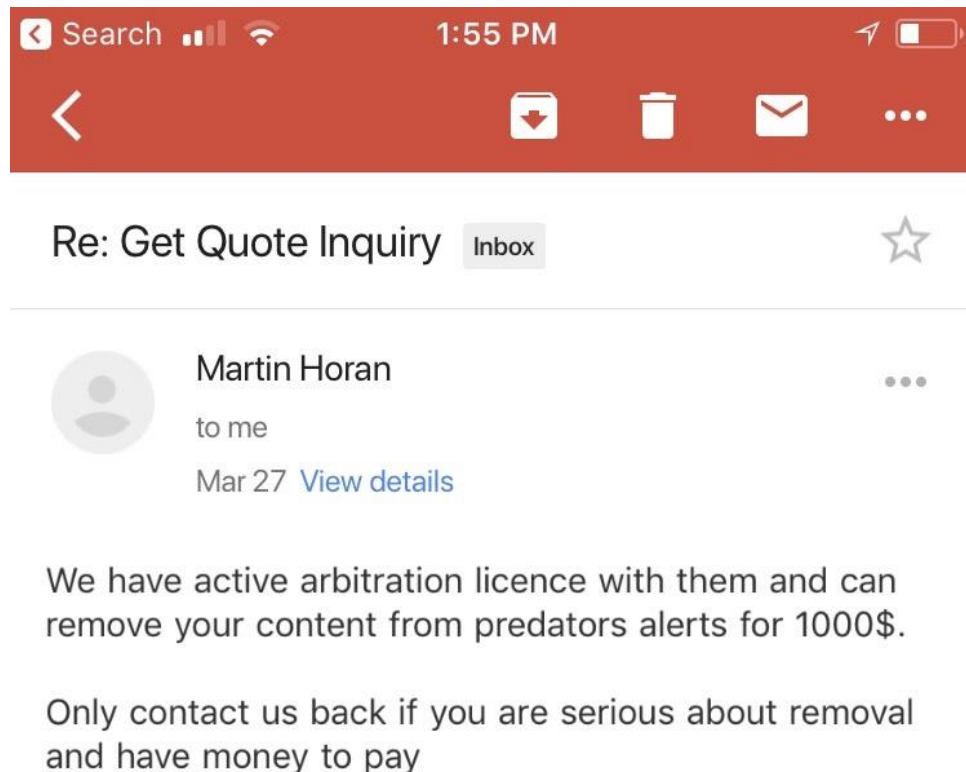 Search 1:55 PM
Re: Get Quote Inquiry Inbox
Martin Horan
to me
Mar 27 View details
We have active arbitration licence with them and can
remove your content from predators alerts for 1000$.
Only contact us back if you are serious about removal
and have money to pay